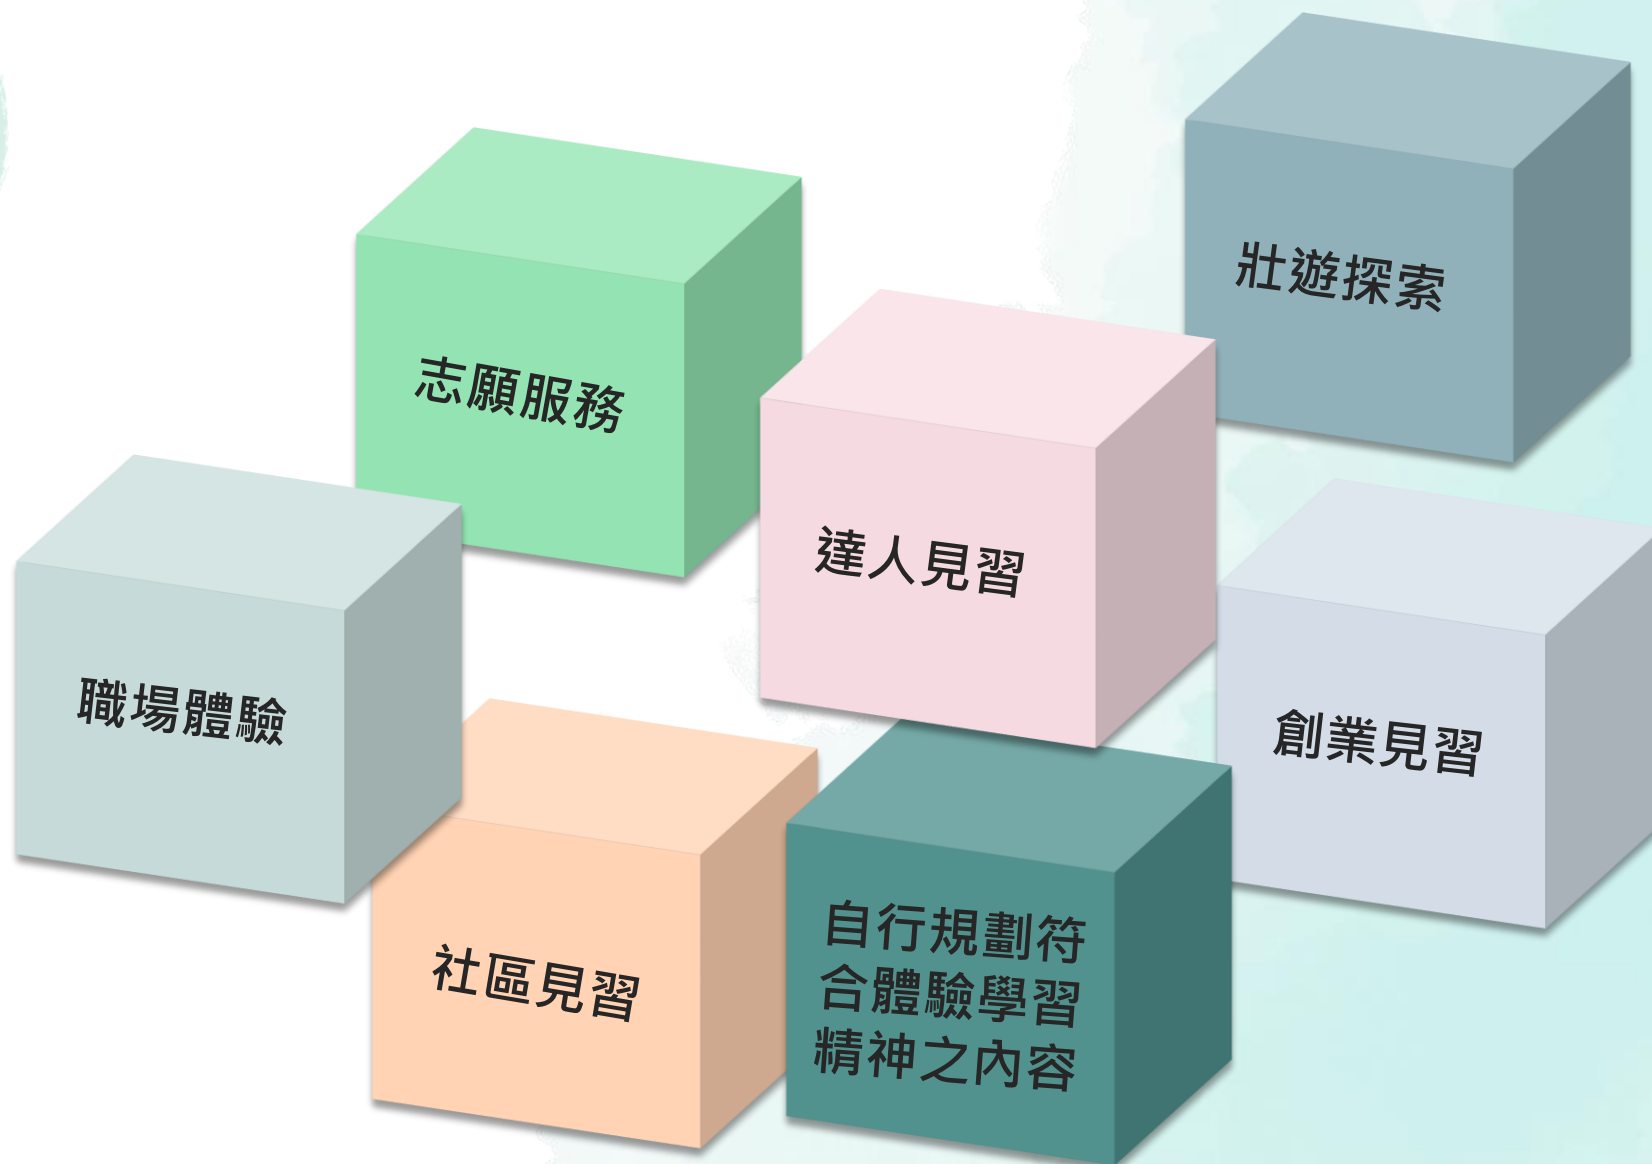 壯遊探索
志願服務
達人見習
職場體驗
創業見習
社區見習
自行規劃符
合體驗學習
精神之內容